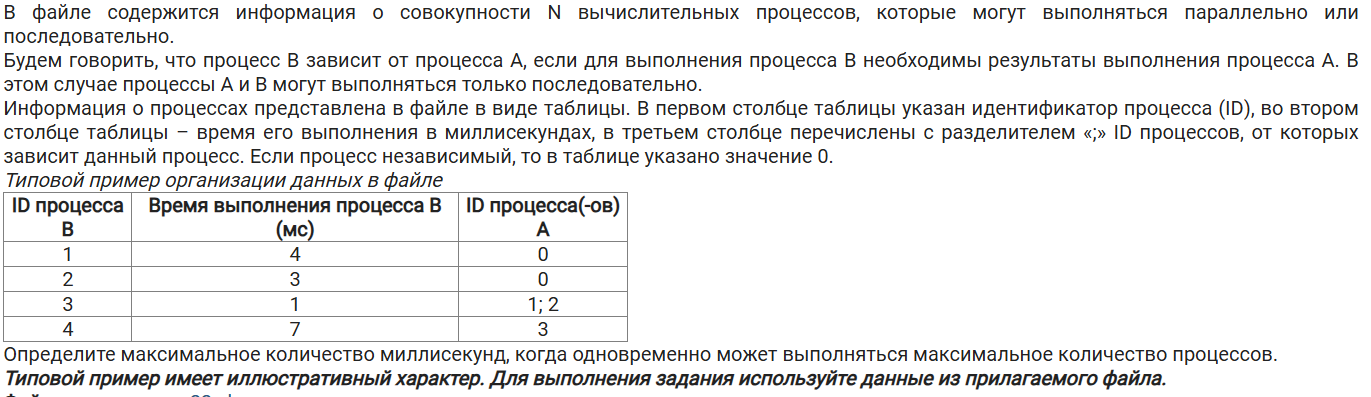 В файле содержится информация о совокупности N вычислительных процессов, которые могут выполняться параллельно или
последовательно.
Будем говорить, что процесс B зависит от процесса A, если для выполнения процесса B необходимы результаты выполнения процесса A. В
этом случае процессы A и B могут выполняться только последовательно.
Информация о процессах представлена в файле в виде таблицы. В первом столбце таблицы указан идентификатор процесса (ID), во втором
столбце таблицы – время его выполнения в миллисекундах, в третьем столбце перечислены с разделителем «;» ID процессов, от которых
зависит данный процесс. Если процесс независимый, то в таблице указано значение 0.
Типовой пример организации данных в файле
ID процесса B Время выполнения процесса B (мс) ID процесса(-ов) A
1 4 0
2 3 0
3 1 1; 2
4 7 3
Определите максимальное количество миллисекунд, когда одновременно может выполняться максимальное количество процессов.
Типовой пример имеет иллюстративный характер. Для выполнения задания используйте данные из прилагаемого файла.